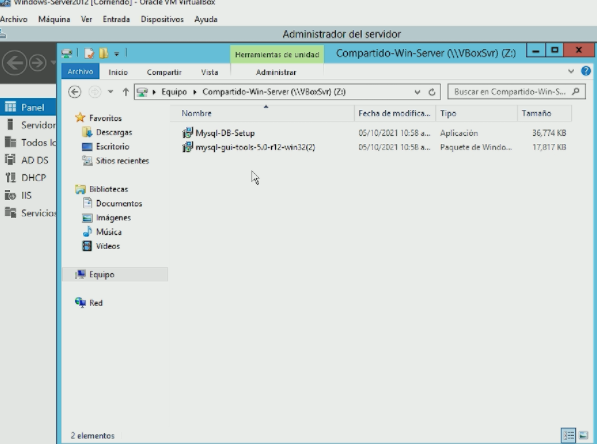 Windows-Server2012 [Corriendo] - Oracle VM VirtualBox
Archivo Máquina Ver Entrada Dispositivos Ayuda
Administrador del servidor
Herramientas de unidad Compartido-Win-Server (\\VBoxSvr) (Z:)
Archivo Inicio Compartir Vista Administrar
Equipo Compartido-Win-Server (\\VBoxSvr) (Z:) Buscar en Compartido-Win-S...
Nombre Fecha de modifica... Tipo Tamaño
Mysql-DB-Setup 05/10/2021 10:58 a... Aplicación 36,774 KB
mysql-gui-tools-5.0-r12-win32(2) 05/10/2021 10:58 a... Paquete de Windo... 17,817 KB
Panel
Servidor
Todos lo
AD DS
DHCP
IIS
Servicios
Favoritos
Descargas
Escritorio
Sitios recientes
Bibliotecas
Documentos
Imágenes
Música
Vídeos
Equipo
Red
2 elementos